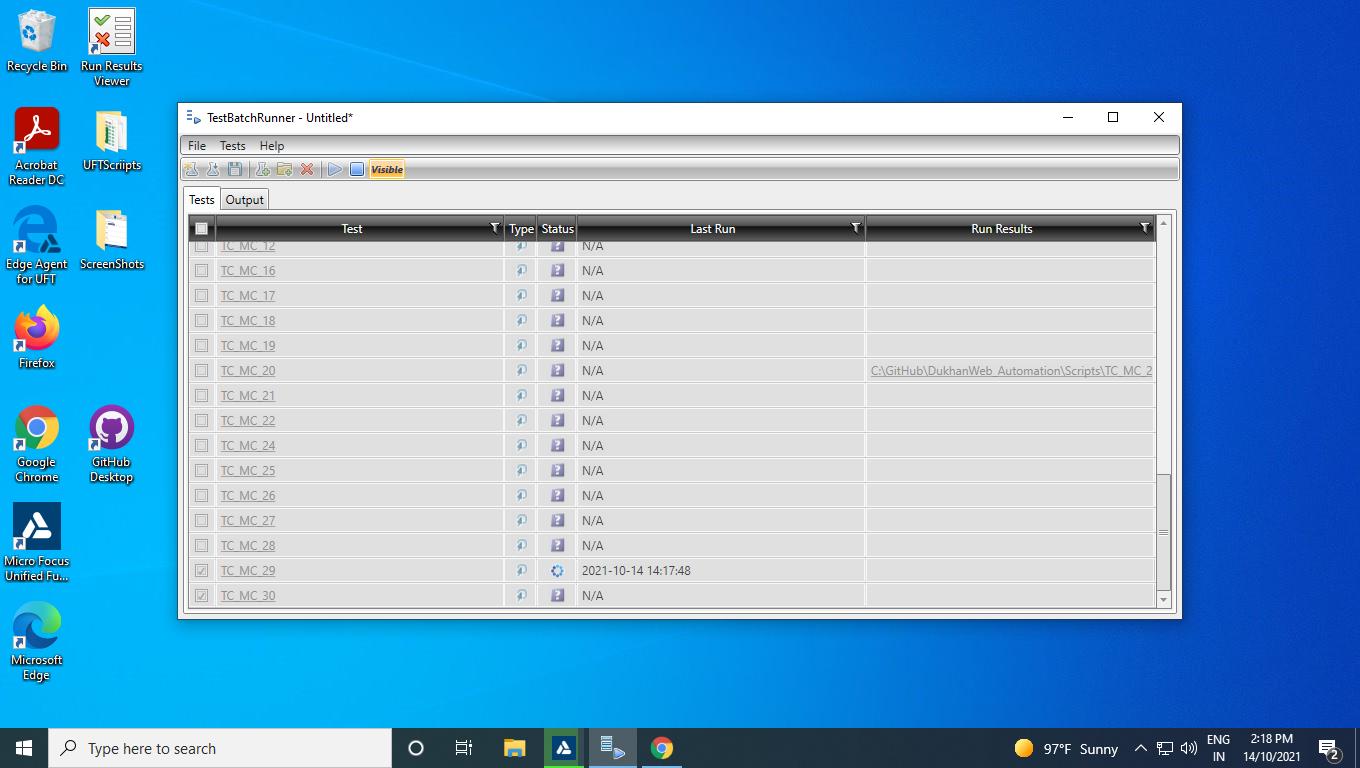 Recycle Bin
Run Results
Viewer
Acrobat
Reader DC
UFTScriipts
Edge Agent
for UFT
ScreenShots
Firefox
Google
Chrome
GitHub
Desktop
Micro Focus
Unified Fu...
Microsoft
Edge
TestBatchRunner - Untitled*
File Tests Help
Visible
Tests Output
Test Type Status Last Run Run Results
TC_MC_12 N/A
TC_MC_16 N/A
TC_MC_17 N/A
TC_MC_18 N/A
TC_MC_19 N/A
TC_MC_20 N/A C:\GitHub\DukhanWeb_Automation\Scripts\TC_MC_2
TC_MC_21 N/A
TC_MC_22 N/A
TC_MC_24 N/A
TC_MC_25 N/A
TC_MC_26 N/A
TC_MC_27 N/A
TC_MC_28 N/A
TC_MC_29 2021-10-14 14:17:48
TC_MC_30 N/A
Type here to search
97°F Sunny
ENG
IN
2:18 PM
14/10/2021
2